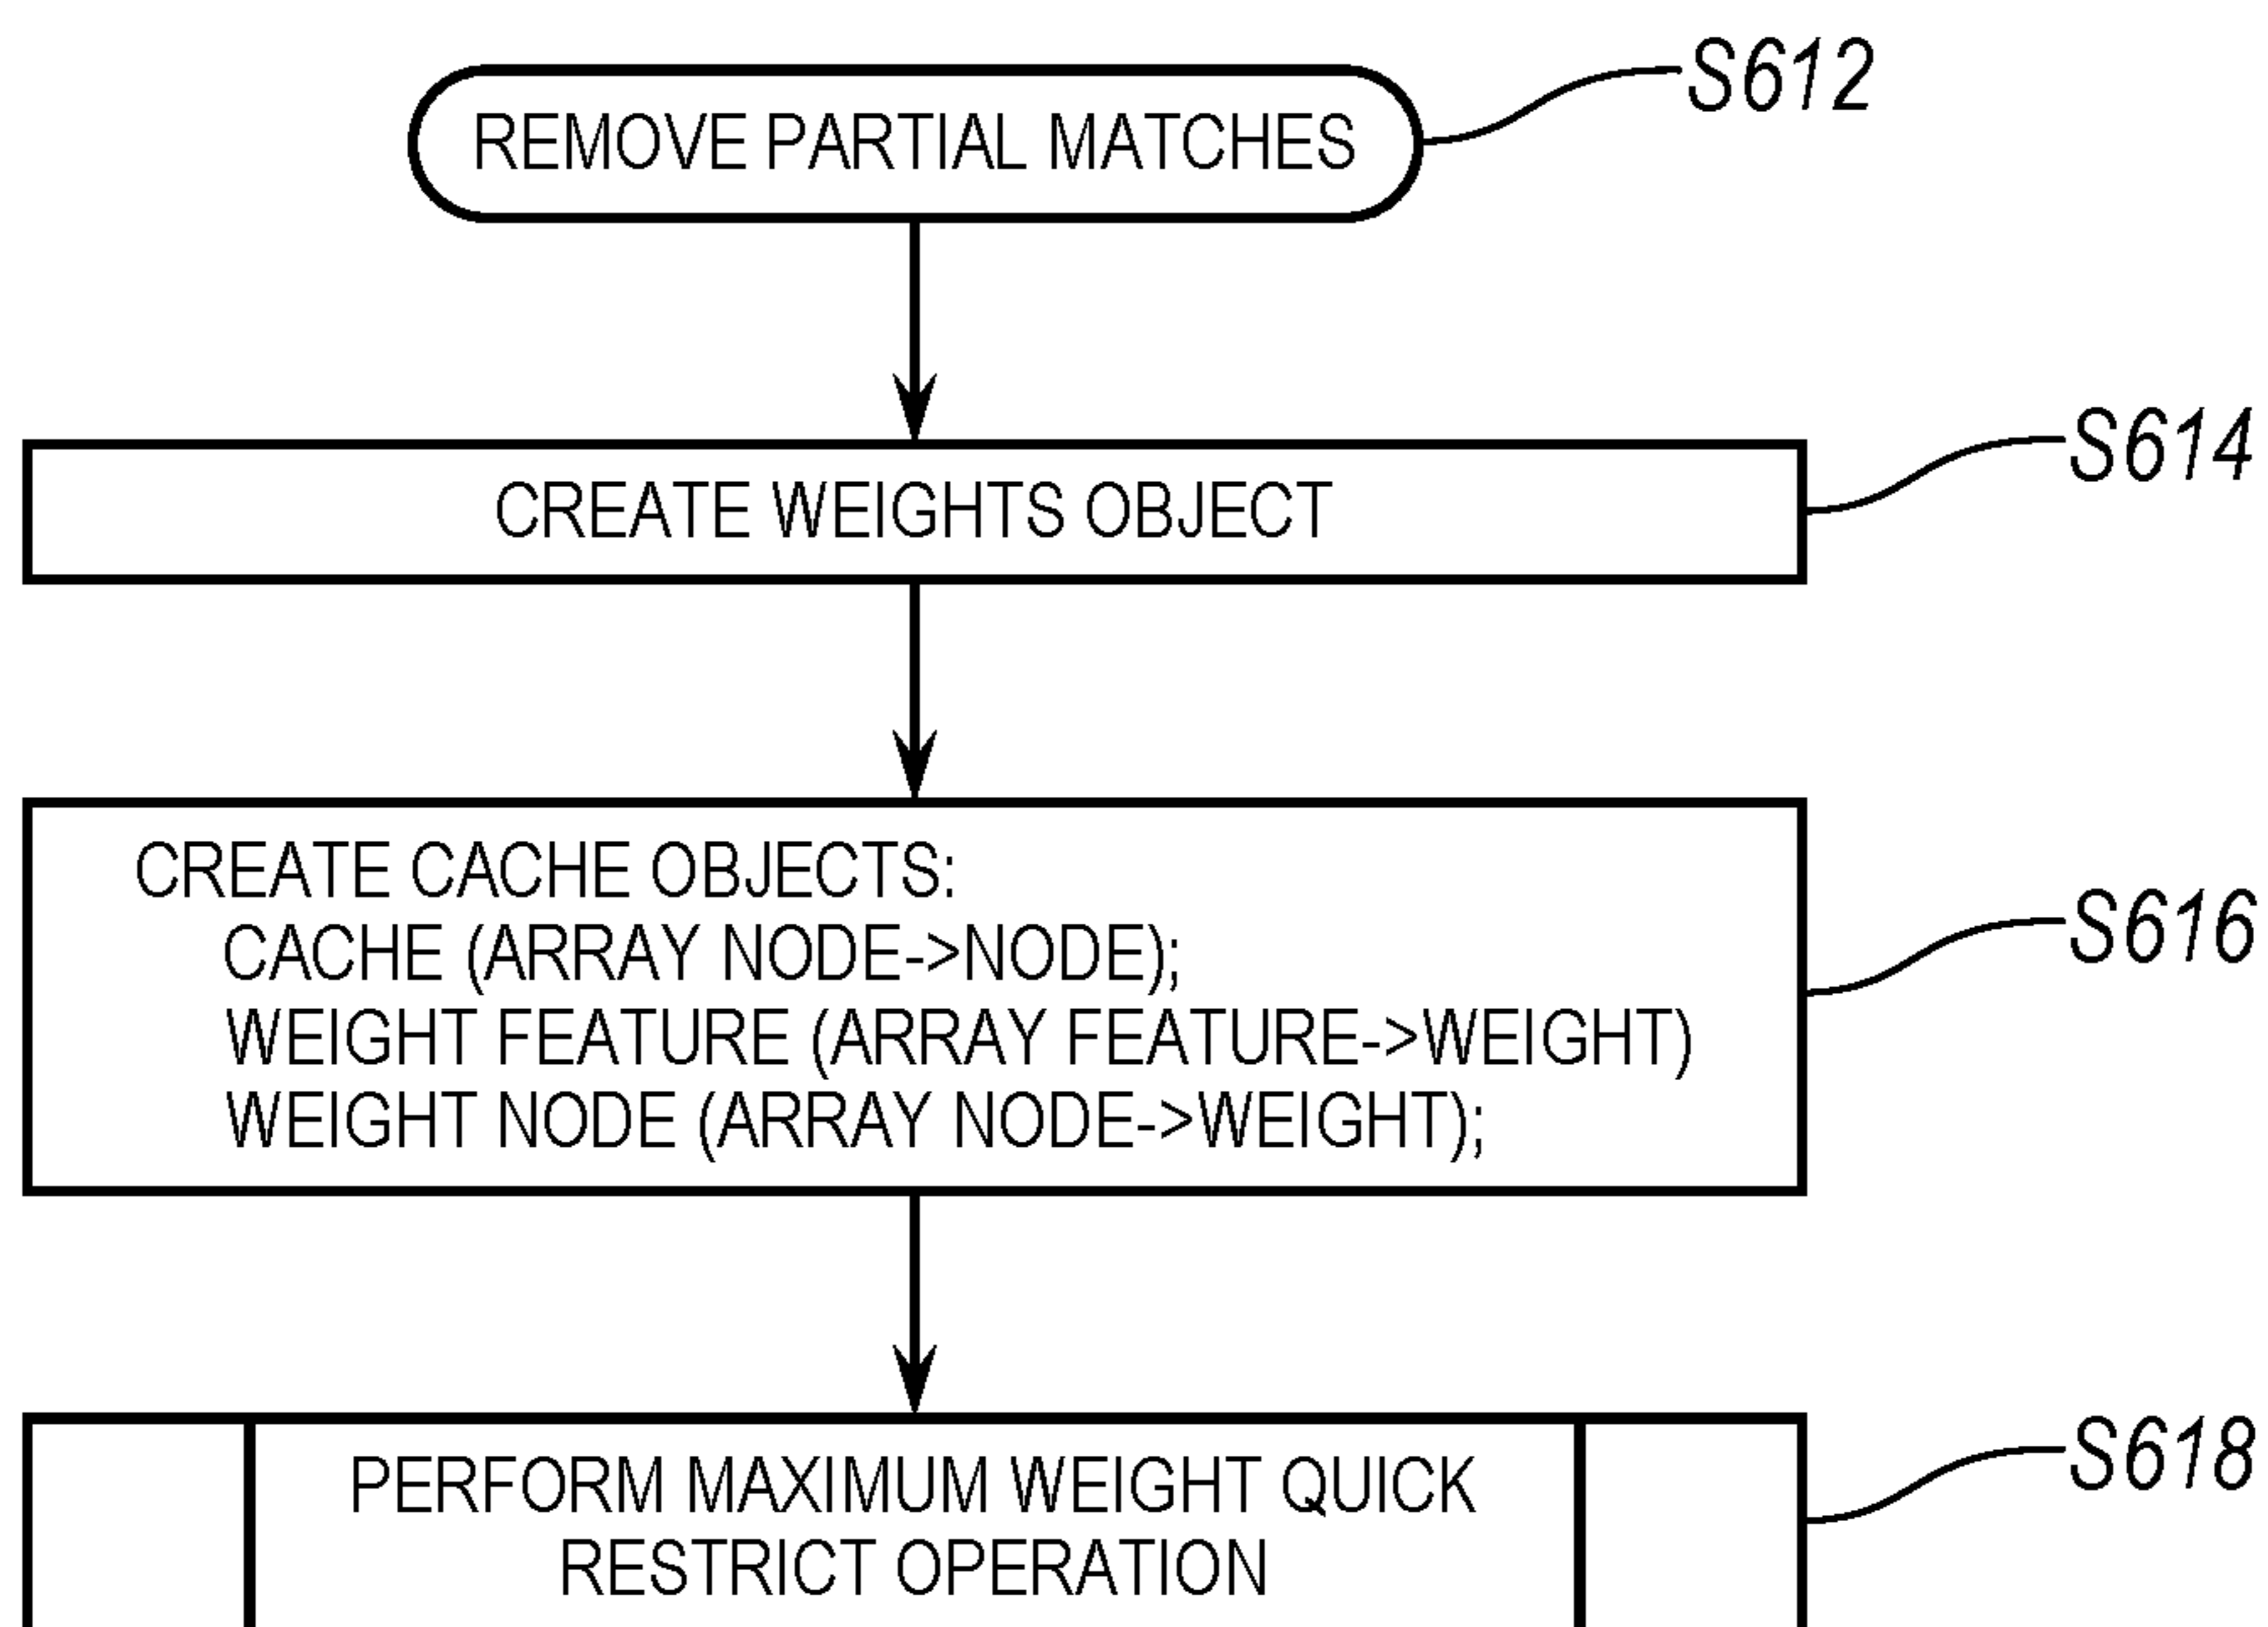 REMOVE PARTIAL MATCHES
S612
CREATE WEIGHTS OBJECT
S614
CREATE CACHE OBJECTS:
CACHE (ARRAY NODE->NODE);
WEIGHT FEATURE (ARRAY FEATURE->WEIGHT)
WEIGHT NODE (ARRAY NODE->WEIGHT);
S616
PERFORM MAXIMUM WEIGHT QUICK
RESTRICT OPERATION
S618